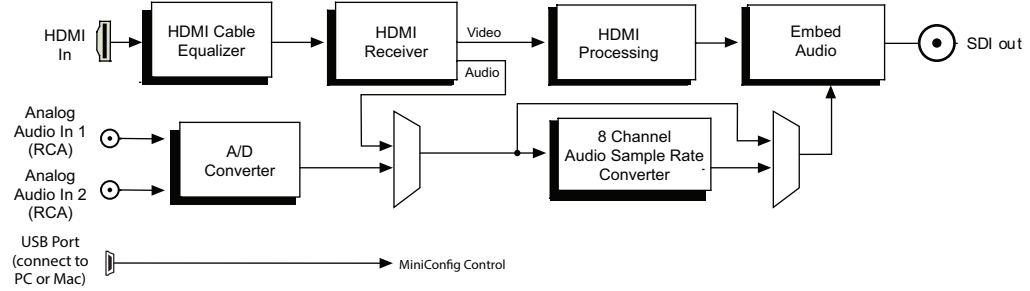 HDMI
In
HDMI Cable
Equalizer
HDMI
Receiver
Video
Audio
HDMI
Processing
Embed
Audio
SDI out
Analog
Audio In 1
(RCA)
Analog
Audio In 2
(RCA)
A/D
Converter
8 Channel
Audio Sample Rate
Converter
USB Port
(connect to
PC or Mac)
MiniConfig Control